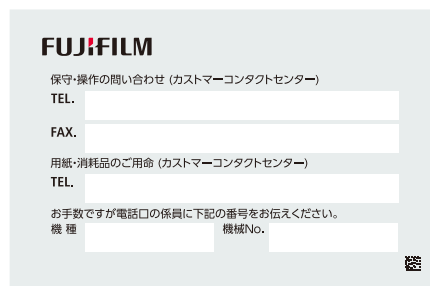 FUJIFILM
保守・操作の問い合わせ (カストマーコンタクトセンター)
TEL.
FAX.
用紙・消耗品のご用命 (カストマーコンタクトセンター)
TEL.
お手数ですが電話口の係員に下記の番号をお伝えください。
機 種 機械No.